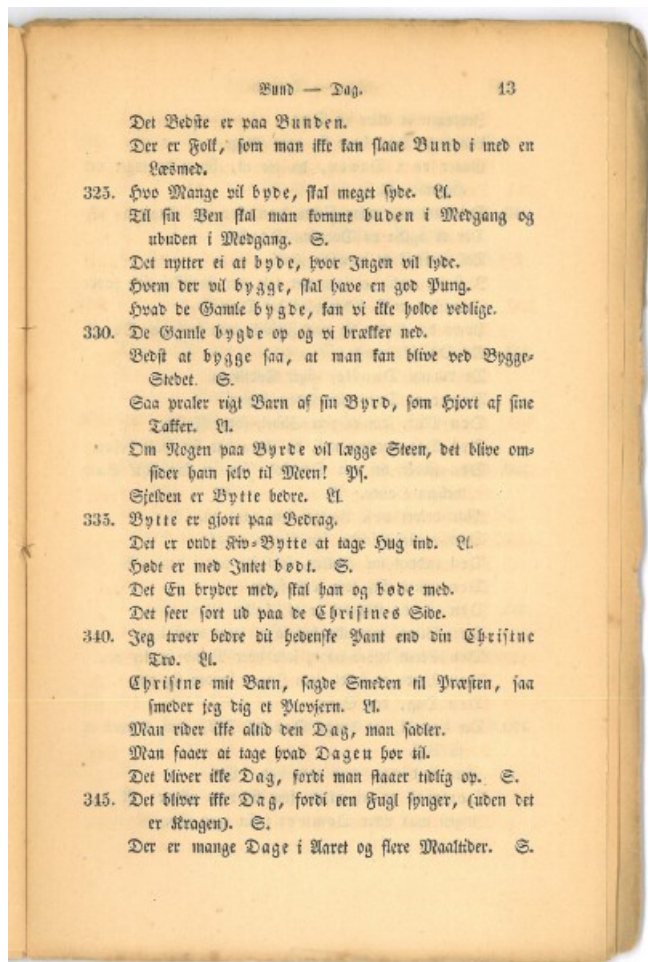 Bund — Dag. 13
Det Bedste er paa Bunden.
Der er Folk, som man ikke kan slaae Bund i med en
Læsmed.
325. Hvo Mange vil byde, skal meget syde. Ll.
Til sin Ven skal man komme buden i Medgang og
ubuden i Modgang. S.
Det nytter ei at byde, hvor Ingen vil lyde.
Hvem der vil bygge, skal have en god Pung.
Hvad de Gamle bygde, kan vi ikke holde vedlige.
330. De Gamle bygde op og vi brækker ned.
Bedst at bygge saa, at man kan blive ved Bygge-
Stedet. S.
Saa praler rigt Barn af sin Byrd, som Hjort af sine
Takker. Ll.
Om Nogen paa Byrde vil lægge Steen, det blive om-
sider ham selv til Meen! Ps.
Sjelden er Bytte bedre. Ll.
335. Bytte er gjort paa Bedrag.
Det er ondt Kiv-Bytte at tage Hug ind. Ll.
Hødt er med Intet bødt. S.
Det En bryder med, skal han og bøde med.
Det seer sort ud paa de Christnes Side.
340. Jeg troer bedre dit hedenske Pant end din Christne
Tro. Ll.
Christne mit Barn, sagde Smeden til Præsten, saa
smeder jeg dig et Plovjern. Ll.
Man rider ikke altid den Dag, man sadler.
Man faaer at tage hvad Dagen hør til.
Det bliver ikke Dag, fordi man staaer tidlig op. S.
345. Det bliver ikke Dag, fordi een Fugl synger, (uden det
er Kragen). S.
Der er mange Dage i Aaret og flere Maaltider. S.